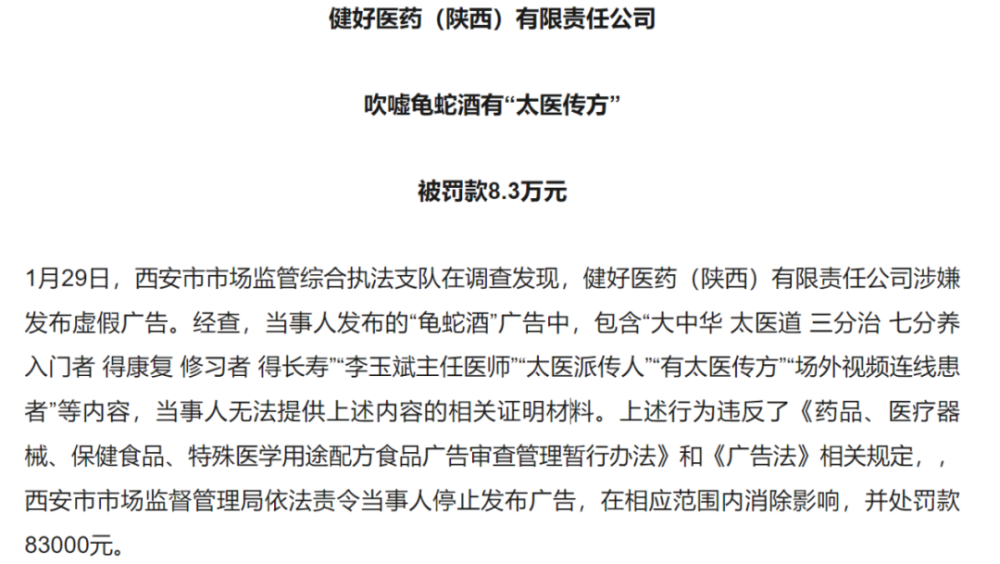 健好医药（陕西）有限责任公司
吹嘘龟蛇酒有“太医传方”
被罚款8.3万元
1月29日，西安市市场监管综合执法支队在调查发现，健好医药（陕西）有限责任公司涉嫌
发布虚假广告。经查，当事人发布的“龟蛇酒”广告中，包含“大中华 太医道 三分治 七分养
入门者 得康复 修习者 得长寿”“李玉斌主任医师”“太医派传人”“有太医传方”“场外视频连线患
者”等内容，当事人无法提供上述内容的相关证明材料。上述行为违反了《药品、医疗器
械、保健食品、特殊医学用途配方食品广告审查管理暂行办法》和《广告法》相关规定，，
西安市市场监督管理局依法责令当事人停止发布广告，在相应范围内消除影响，并处罚款
83000元。